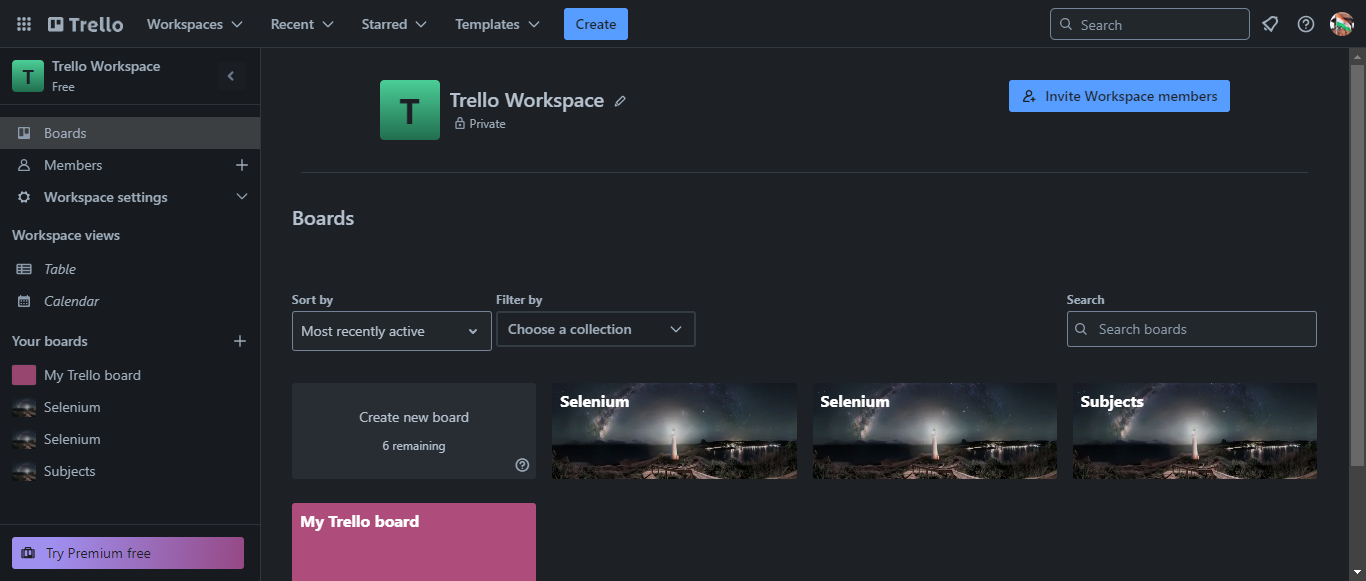 Trello
Workspaces
Recent
Starred
Templates
Create
Search
T
Trello Workspace
Free
Boards
Members
Workspace settings
Workspace views
Table
Calendar
Your boards
My Trello board
Selenium
Selenium
Subjects
Try Premium free
T
Trello Workspace
Private
Invite Workspace members
Boards
Sort by
Most recently active
Filter by
Choose a collection
Search
Search boards
Create new board
6 remaining
Selenium
Selenium
Subjects
My Trello board